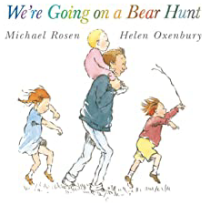 We're Going on a Bear Hunt
Michael Rosen Helen Oxenbury